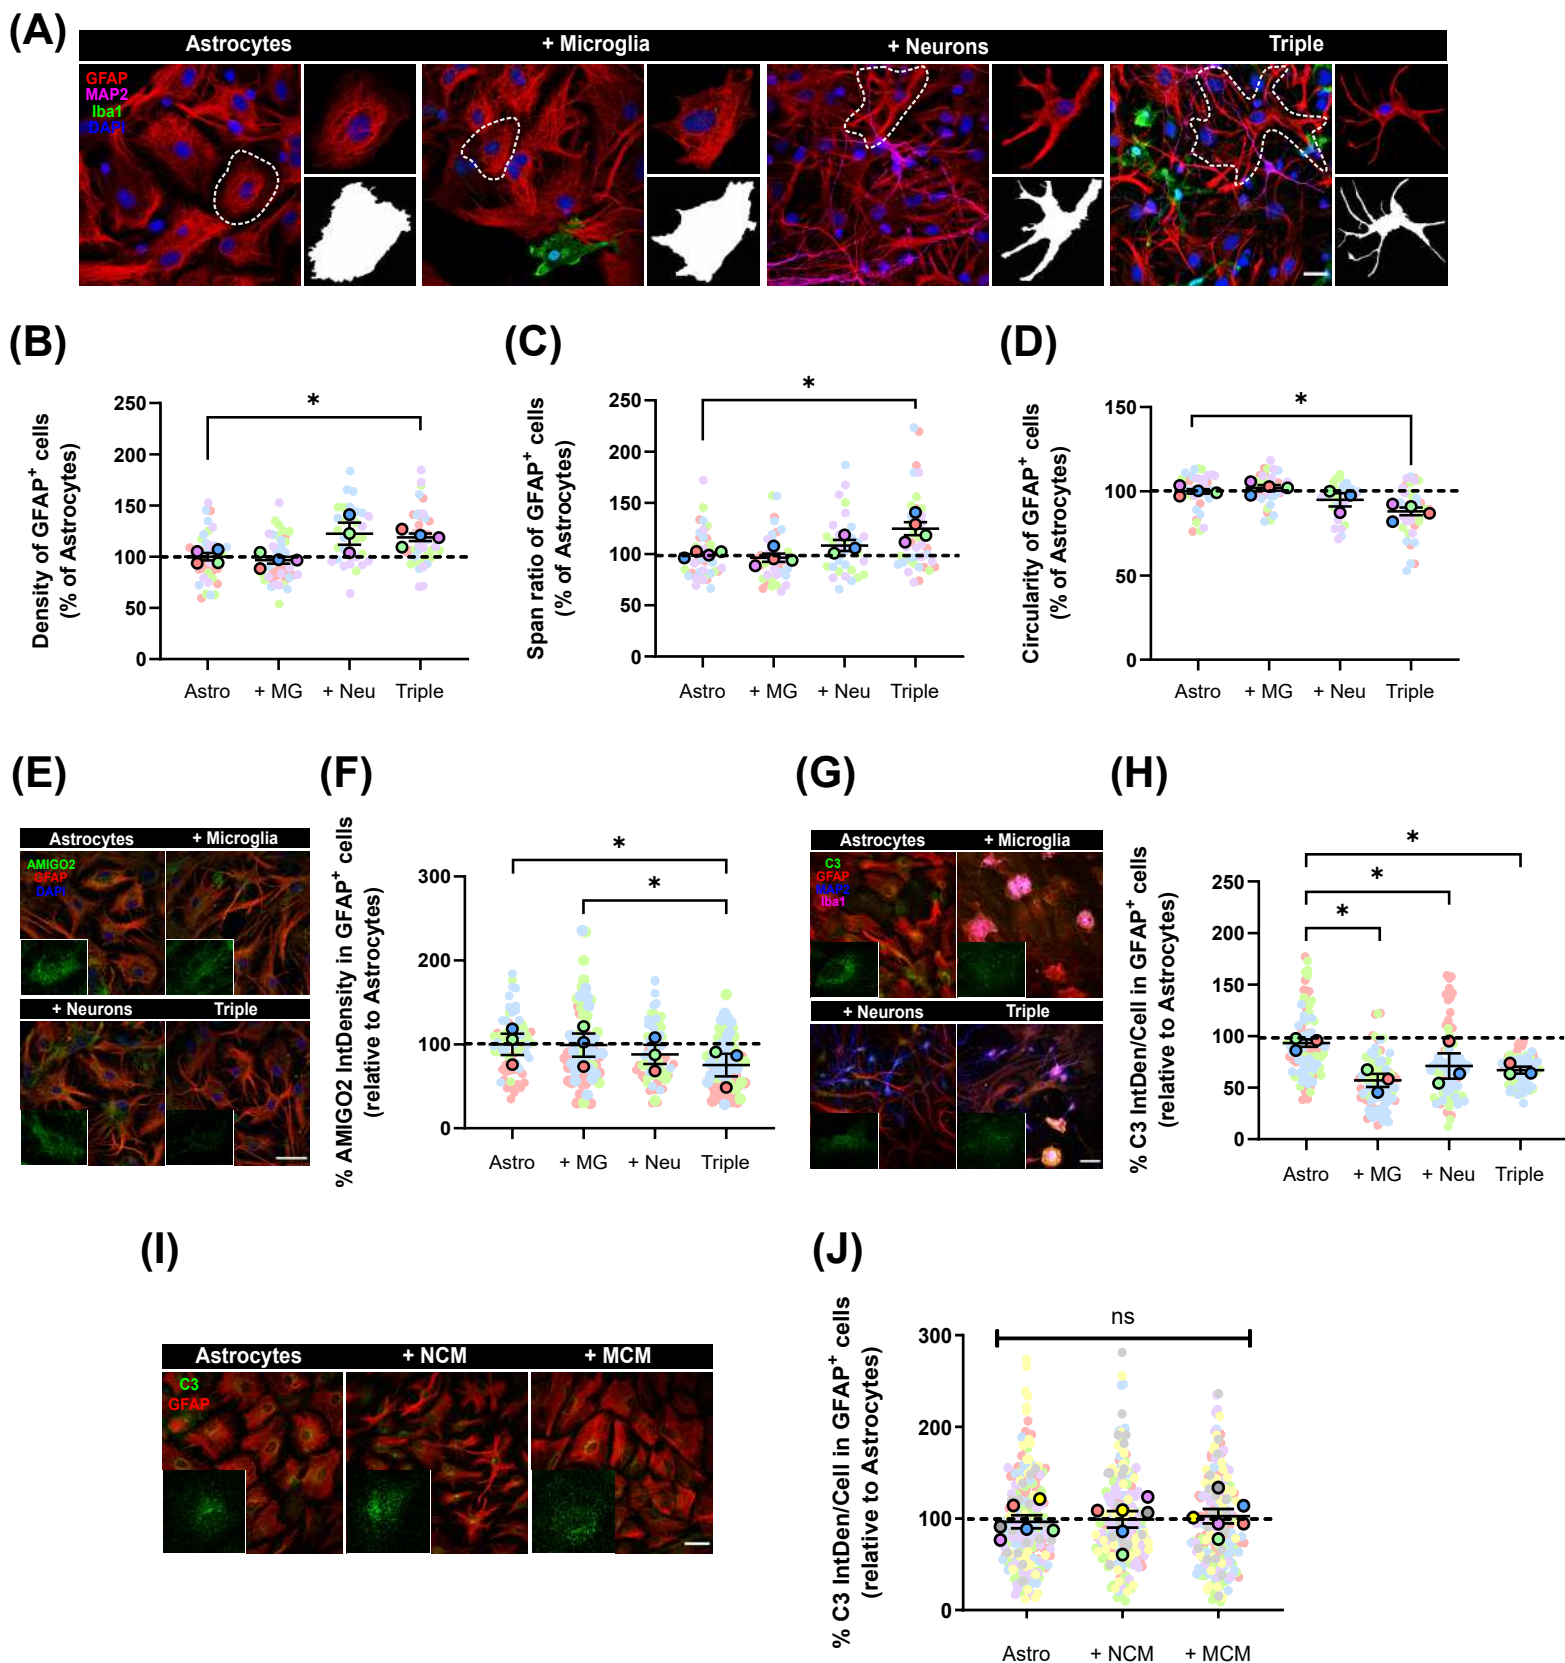 (A)
Astrocytes
+ Microglia
+ Neurons
Triple
GFAP
MAP2
Iba1
DAPI
(B)
(C)
(D)
Density of GFAP+ cells
(% of Astrocytes)
250
200
150
100
50
0
*
Astro
+ MG
+ Neu
Triple
Span ratio of GFAP+ cells
(% of Astrocytes)
250
200
150
100
50
0
*
Astro
+ MG
+ Neu
Triple
Circularity of GFAP+ cells
(% of Astrocytes)
150
100
50
0
*
Astro
+ MG
+ Neu
Triple
(E)
(F)
(G)
(H)
Astrocytes
+ Microglia
AMIGO2
GFAP
DAPI
+ Neurons
Triple
% AMIGO2 IntDensity in GFAP+ cells
(relative to Astrocytes)
300
200
100
0
*
*
Astro
+ MG
+ Neu
Triple
Astrocytes
+ Microglia
C3
GFAP
MAP2
Iba1
+ Neurons
Triple
% C3 IntDen/Cell in GFAP+ cells
(relative to Astrocytes)
250
200
150
100
50
0
*
*
*
Astro
+ MG
+ Neu
Triple
(I)
(J)
Astrocytes
+ NCM
+ MCM
C3
GFAP
% C3 IntDen/Cell in GFAP+ cells
(relative to Astrocytes)
300
200
100
0
ns
Astro
+ NCM
+ MCM